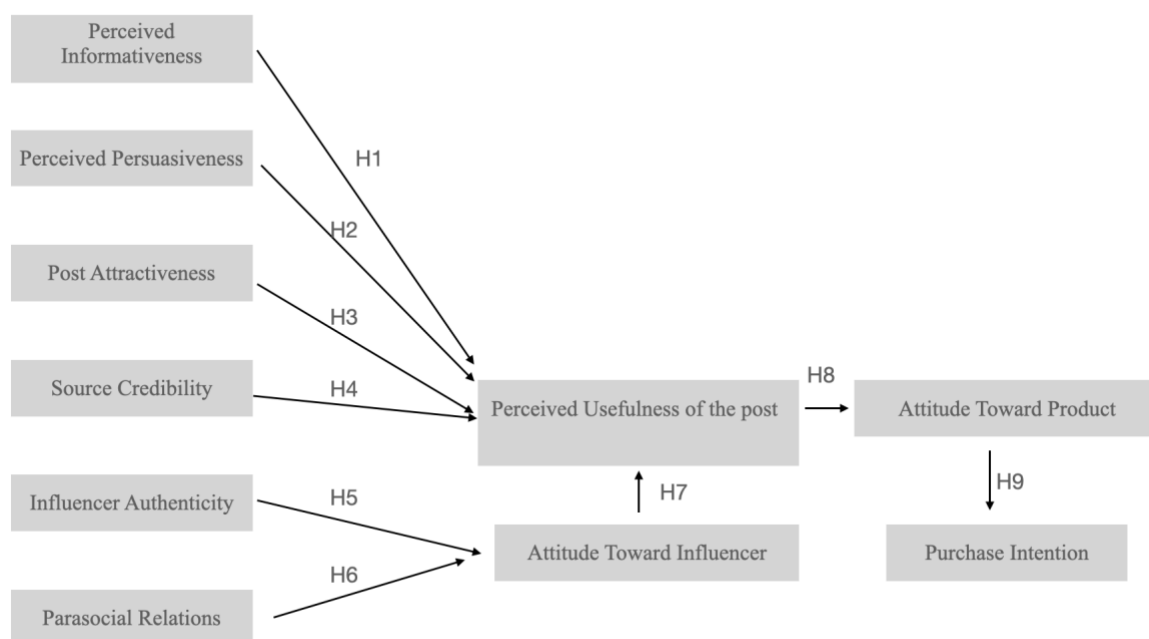 Perceived
Informativeness
Perceived Persuasiveness
H1
H2
Post Attractiveness
H3
Source Credibility
H4
Perceived Usefulness of the post
H8
Attitude Toward Product
Influencer Authenticity
H5
H7
H9
Attitude Toward Influencer
Purchase Intention
H6
Parasocial Relations